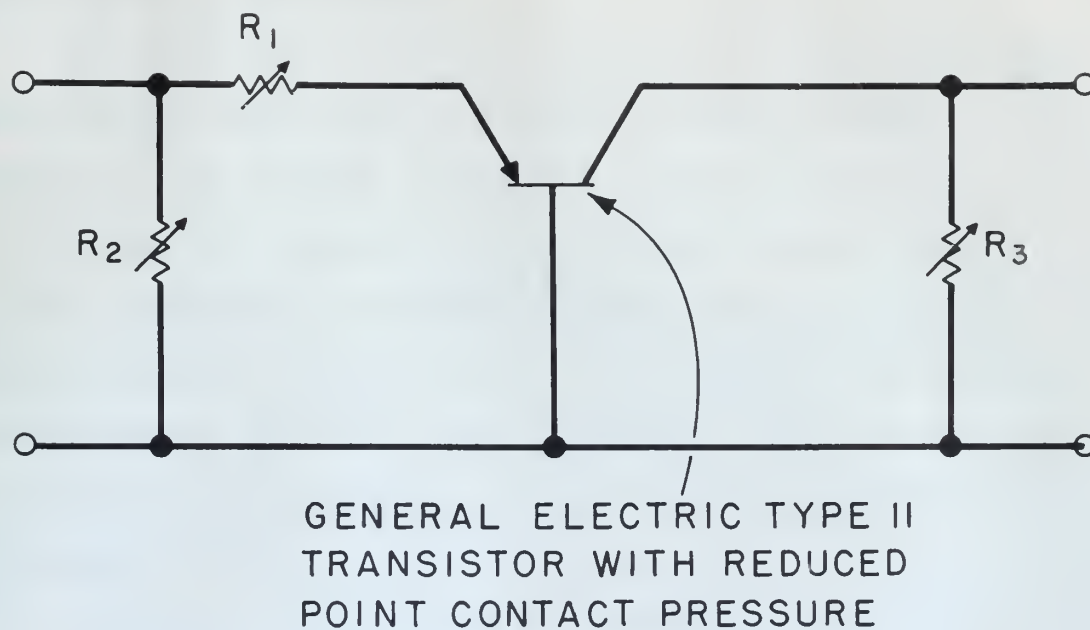 R1
R2
R3
GENERAL ELECTRIC TYPE II
TRANSISTOR WITH REDUCED
POINT CONTACT PRESSURE